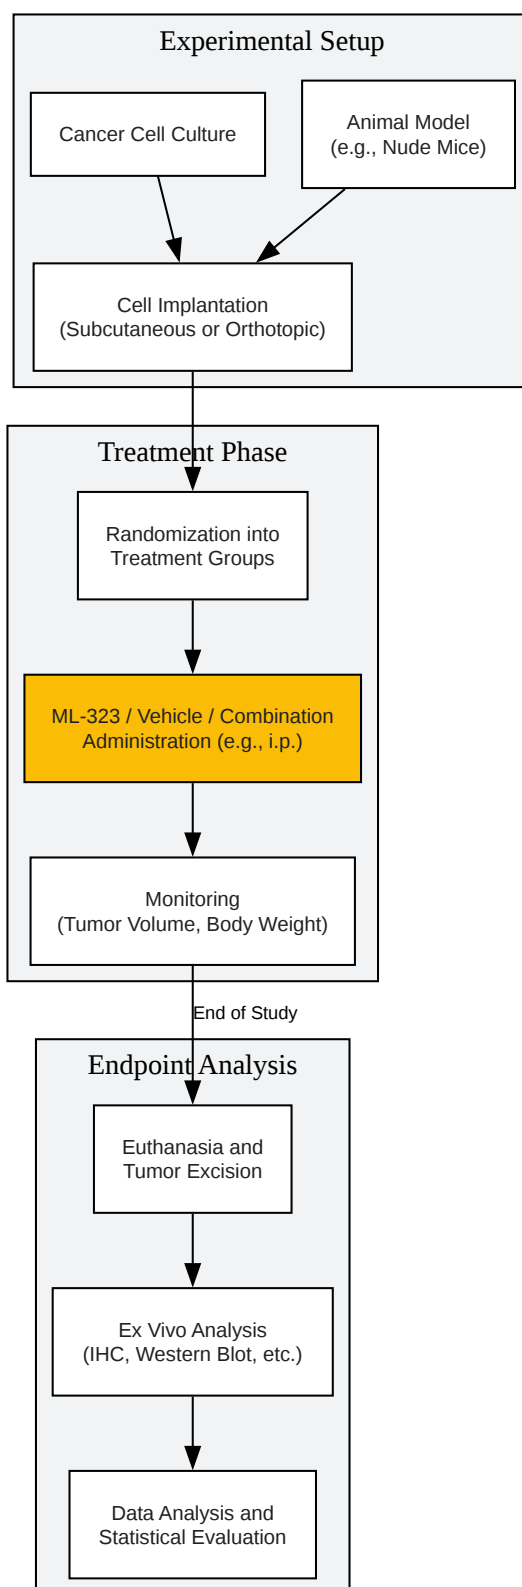 Experimental Setup
Cancer Cell Culture
Animal Model
(e.g., Nude Mice)
Cell Implantation
(Subcutaneous or Orthotopic)
Treatment Phase
Randomization into
Treatment Groups
ML-323 / Vehicle / Combination
Administration (e.g., i.p.)
Monitoring
(Tumor Volume, Body Weight)
End of Study
Endpoint Analysis
Euthanasia and
Tumor Excision
Ex Vivo Analysis
(IHC, Western Blot, etc.)
Data Analysis and
Statistical Evaluation